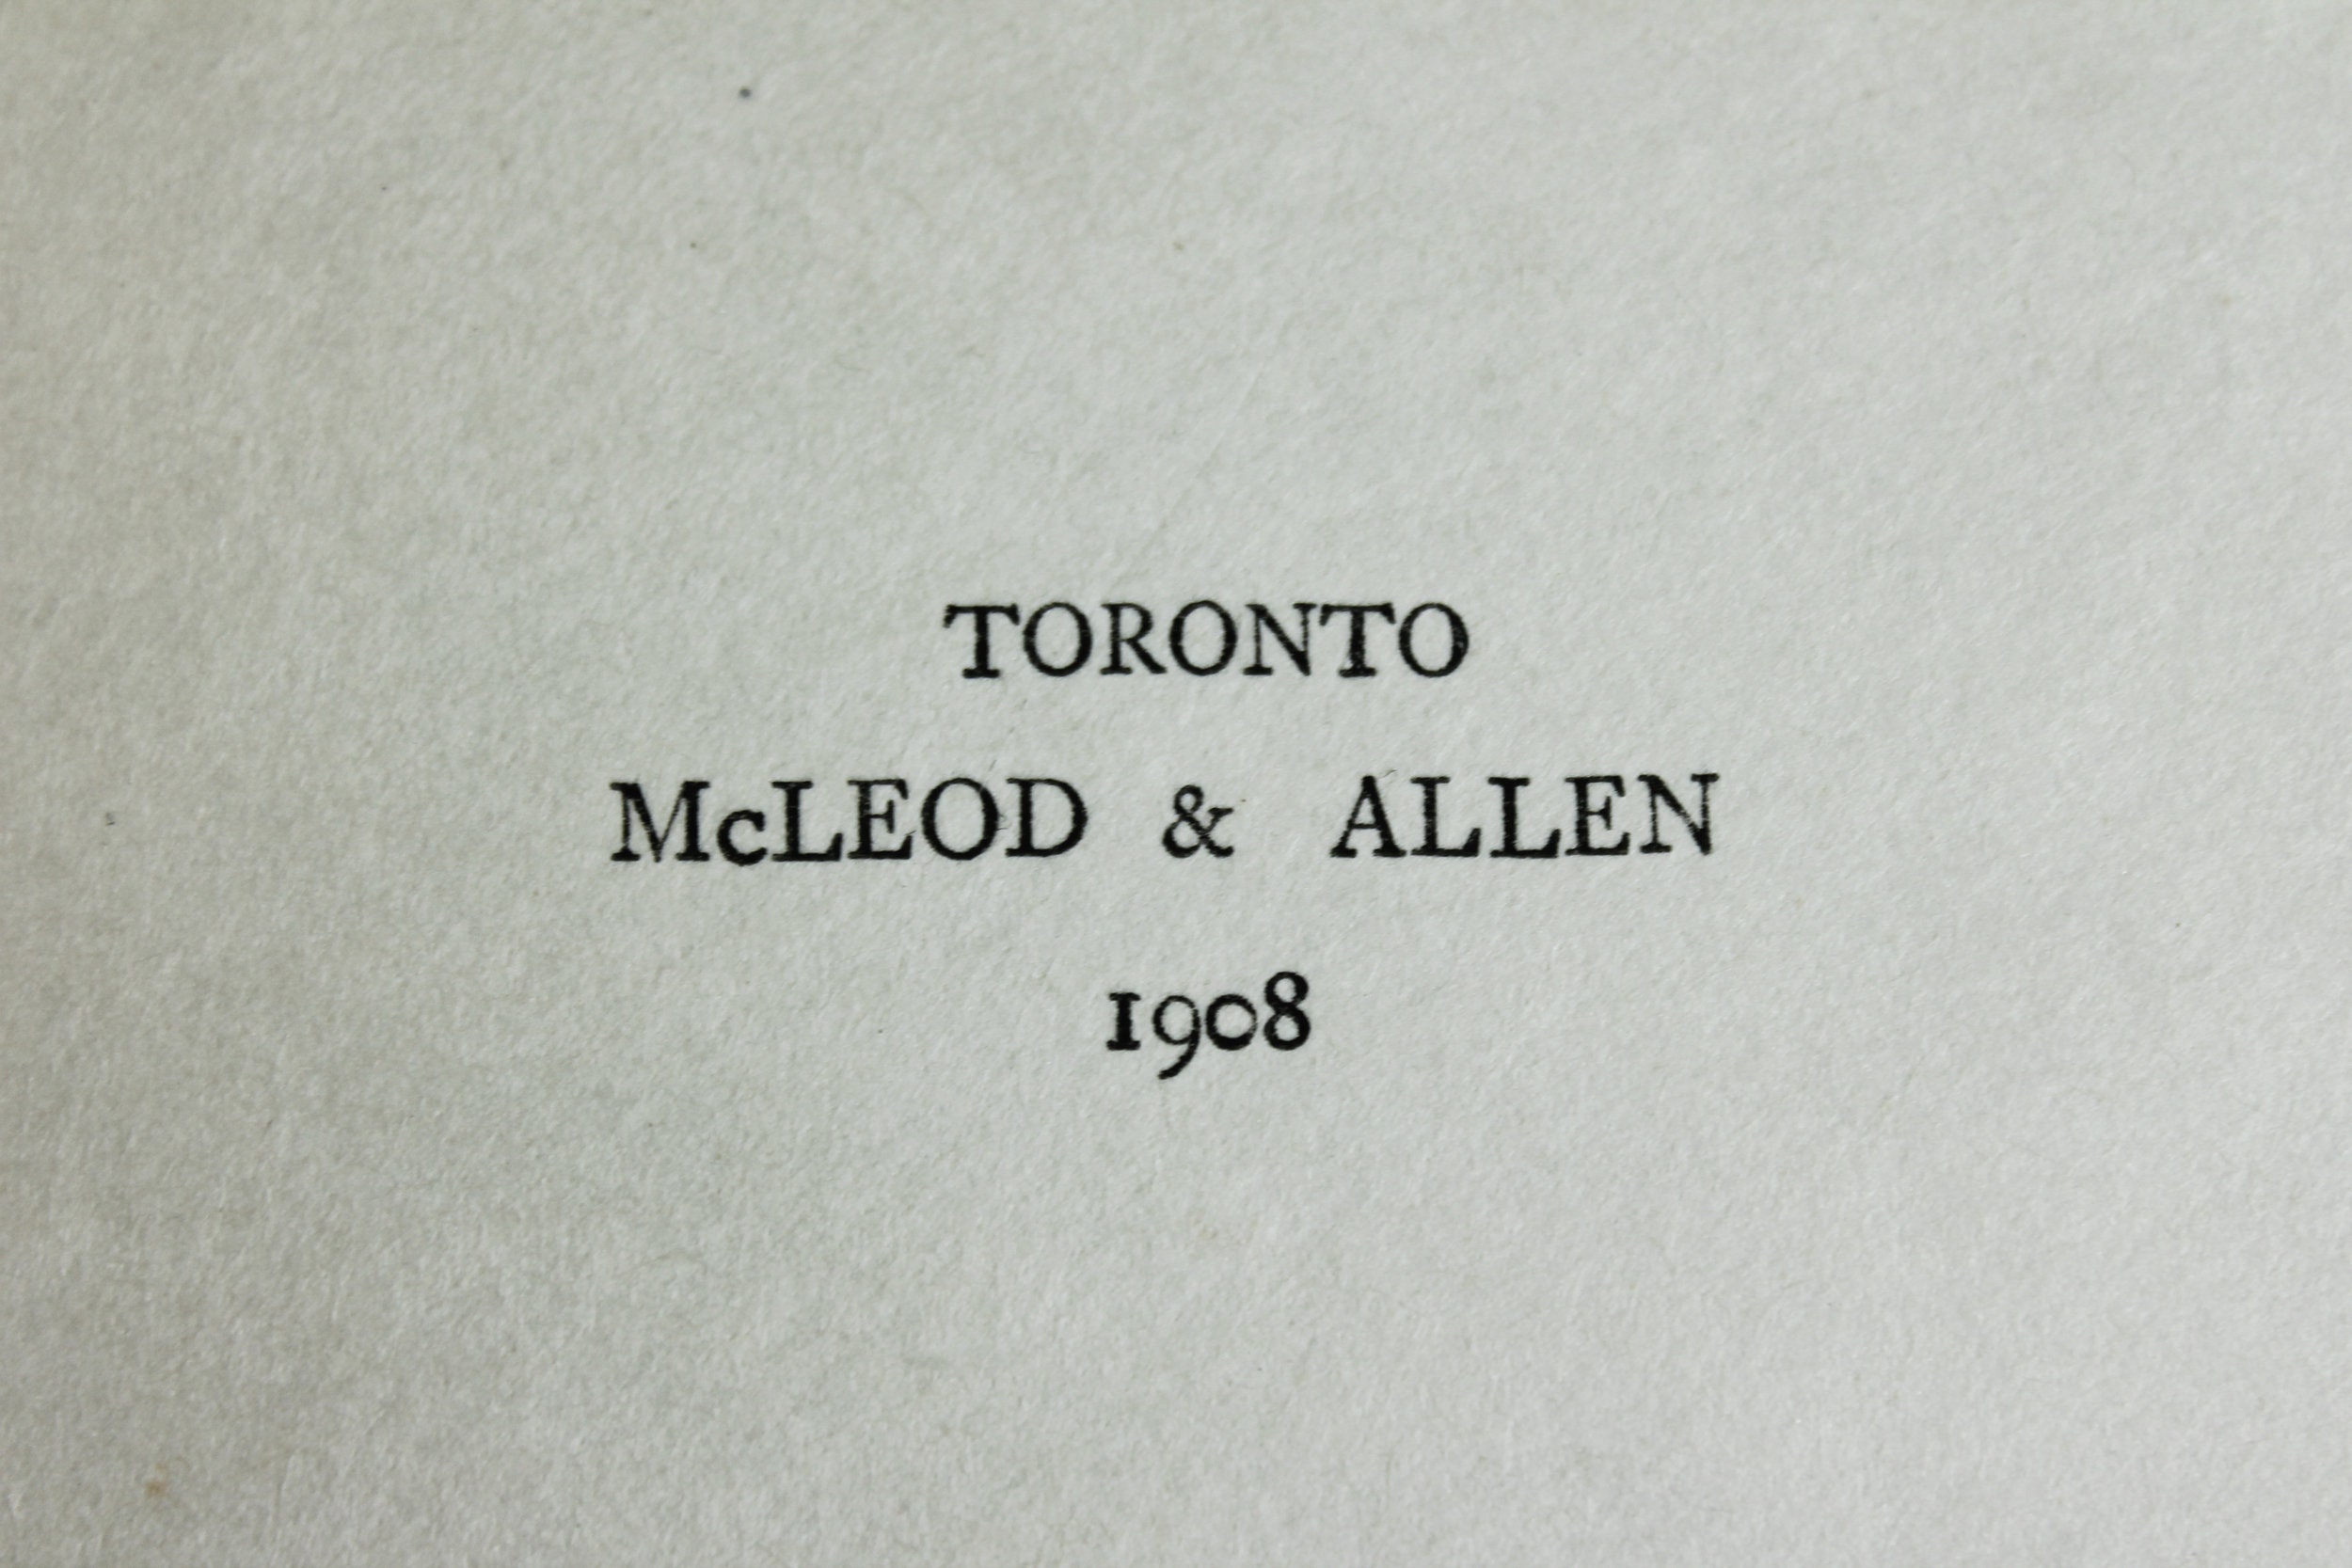 TORONTO
McLEOD & ALLEN
1908